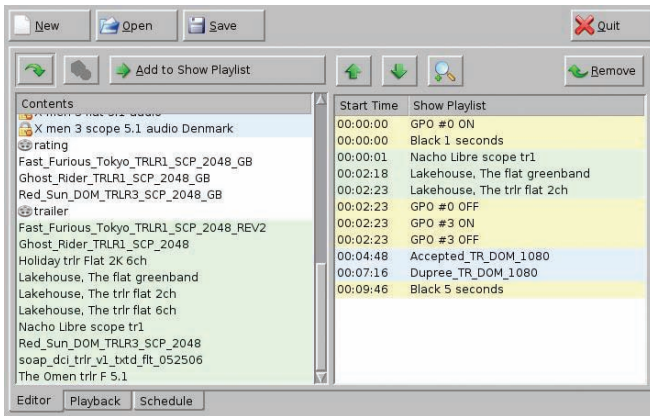 New Open Save Quit
Add to Show Playlist Remove
Contents
X men 3 flat 5.1 audio
X men 3 scope 5.1 audio Denmark
rating
Fast_Furious_Tokyo_TRLR1_SCP_2048_GB
Ghost_Rider_TRLR1_SCP_2048_GB
Red_Sun_DOM_TRLR3_SCP_2048_GB
trailer
Fast_Furious_Tokyo_TRLR1_SCP_2048_REV2
Ghost_Rider_TRLR1_SCP_2048
Holiday trlr Flat 2K 6ch
Lakehouse, The flat greenband
Lakehouse, The trlr flat 2ch
Lakehouse, The trlr flat 6ch
Nacho Libre scope tr1
Red_Sun_DOM_TRLR3_SCP_2048
soap_dci_trlr_v1_txtd_flt_052506
The Omen trlr F 5.1
Start Time Show Playlist
00:00:00 GPO #0 ON
00:00:00 Black 1 seconds
00:00:01 Nacho Libre scope tr1
00:02:18 Lakehouse, The flat greenband
00:02:23 Lakehouse, The trlr flat 2ch
00:02:23 GPO #0 OFF
00:02:23 GPO #3 ON
00:02:23 GPO #3 OFF
00:04:48 Accepted_TR_DOM_1080
00:07:16 Dupree_TR_DOM_1080
00:09:46 Black 5 seconds
Editor Playback Schedule